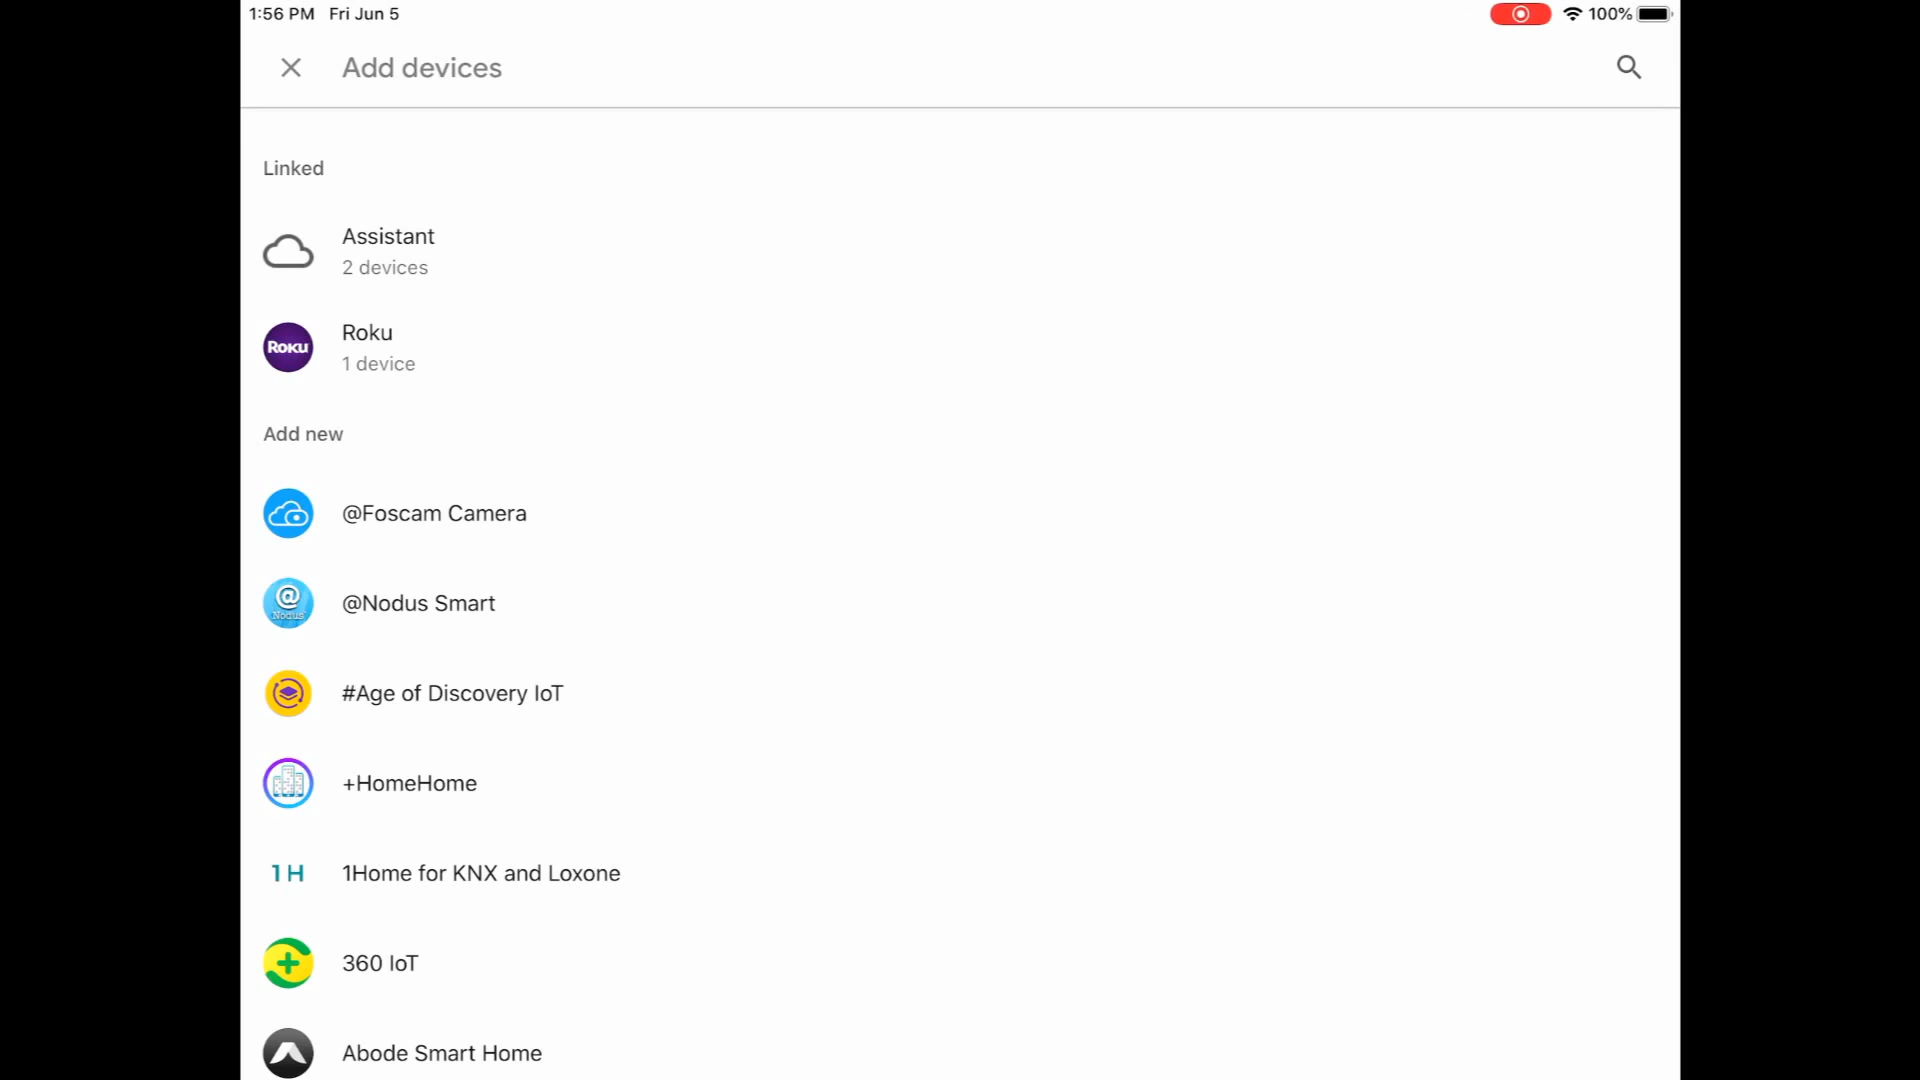 1:56 PM Fri Jun 5
100%
Add devices
Linked
Assistant
2 devices
Roku
Roku
1 device
Add new
@Foscam Camera
@
Nodus
@Nodus Smart
#Age of Discovery IoT
+HomeHome
1H
1Home for KNX and Loxone
360 IoT
Abode Smart Home